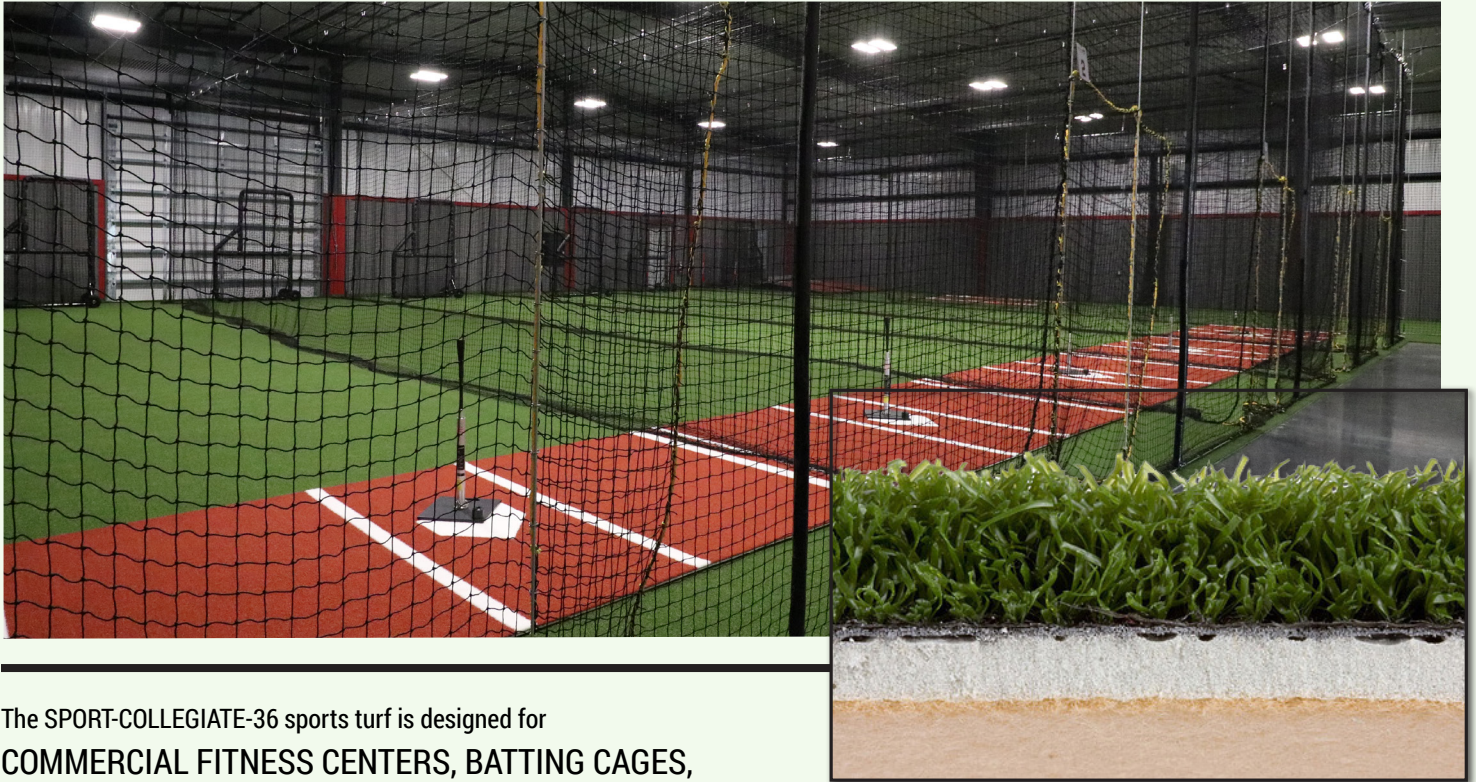 The SPORT-COLLEGIATE-36 sports turf is designed for
COMMERCIAL FITNESS CENTERS, BATTING CAGES,